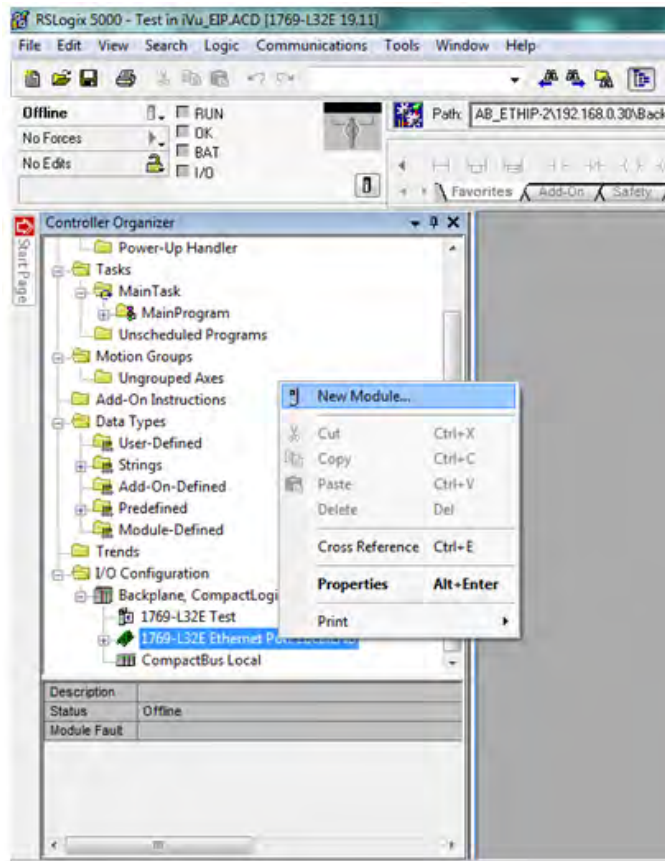 RSLogix 5000 - Test in iVu_EIP.ACD [1769-L32E 19.11]
File Edit View Search Logic Communications Tools Window Help
Offline RUN
No Forces OK
No Edits BAT
I/O
Path: AB_ETHIP-2\192.168.0.30\Back
Favorites Add-On Safety
Start Page
Controller Organizer
Power-Up Handler
Tasks
MainTask
MainProgram
Unscheduled Programs
Motion Groups
Ungrouped Axes
Add-On Instructions
Data Types
User-Defined
Strings
Add-On-Defined
Predefined
Module-Defined
Trends
I/O Configuration
Backplane, CompactLogi
1769-L32E Test
1769-L32E Ethernet Port
CompactBus Local
New Module...
Cut Ctrl+X
Copy Ctrl+C
Paste Ctrl+V
Delete Del
Cross Reference Ctrl+E
Properties Alt+Enter
Print
Description
Status Offline
Module Fault